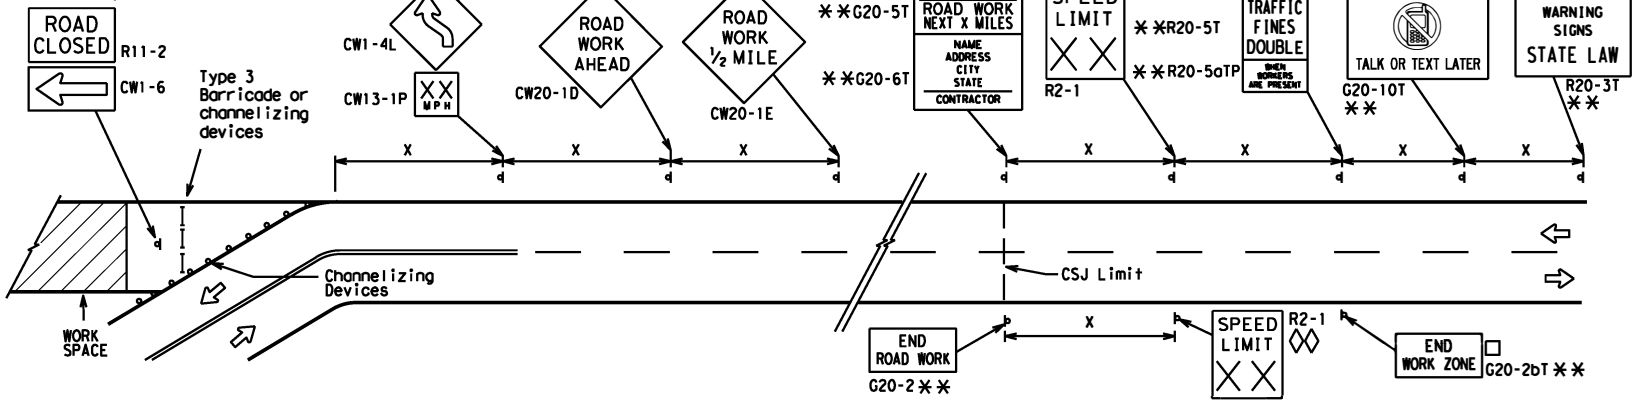 ROAD
CLOSED
R11-2
CW1-6
Type 3
Barricade or
channelizing
devices
CW1-4L
XX
MPH
CW13-1P
ROAD
WORK
AHEAD
CW20-1D
ROAD
WORK
1/2 MILE
CW20-1E
**G20-5T
ROAD WORK
NEXT X MILES
**G20-6T
NAME
ADDRESS
CITY
STATE
CONTRACTOR
SPEED
LIMIT
XX
R2-1
**R20-5T
**R20-5aTP
TRAFFIC
FINES
DOUBLE
WHEN
WORKERS
ARE PRESENT
TALK OR TEXT LATER
G20-10T
**
WARNING
SIGNS
STATE LAW
R20-3T
**
X
X
X
X
X
X
X
Channelizing
Devices
WORK
SPACE
CSJ Limit
END
ROAD WORK
G20-2 **
X
SPEED
LIMIT
XX
R2-1
END
WORK ZONE
G20-2bT **